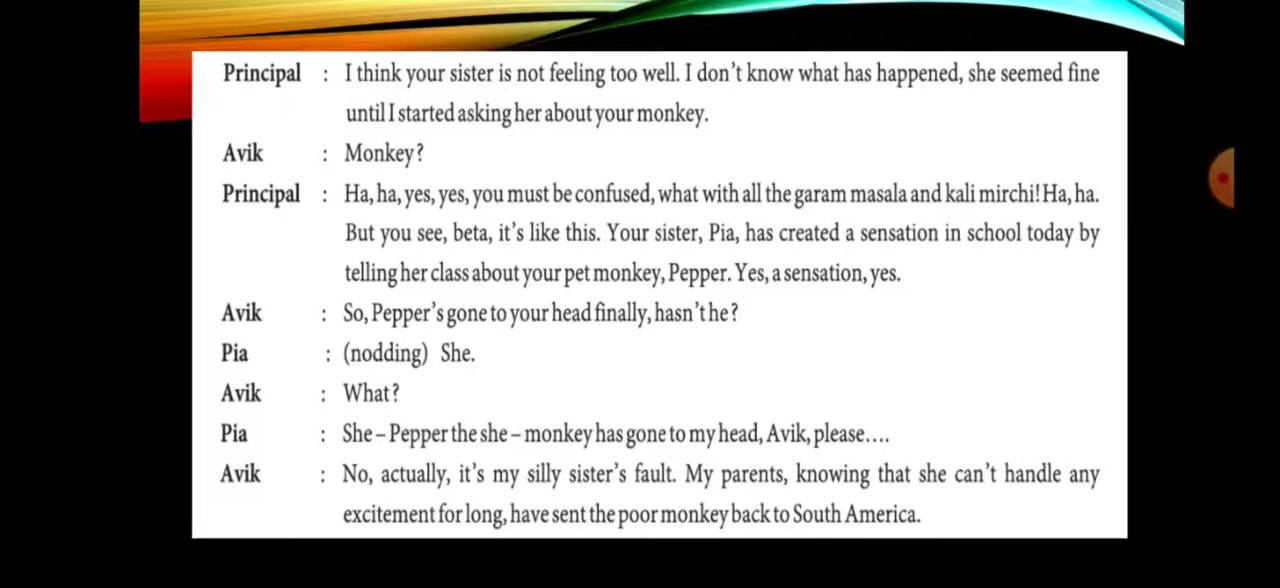 Principal : I think your sister is not feeling too well. I don't know what has happened, she seemed fine
until I started asking her about your monkey.
Avik : Monkey?
Principal : Ha, ha, yes, yes, you must be confused, what with all the garam masala and kali mirchi! Ha, ha.
But you see, beta, it's like this. Your sister, Pia, has created a sensation in school today by
telling her class about your pet monkey, Pepper. Yes, a sensation, yes.
Avik : So, Pepper's gone to your head finally, hasn't he?
Pia : (nodding) She.
Avik : What?
Pia : She – Pepper the she – monkey has gone to my head, Avik, please....
Avik : No, actually, it's my silly sister's fault. My parents, knowing that she can't handle any
excitement for long, have sent the poor monkey back to South America.